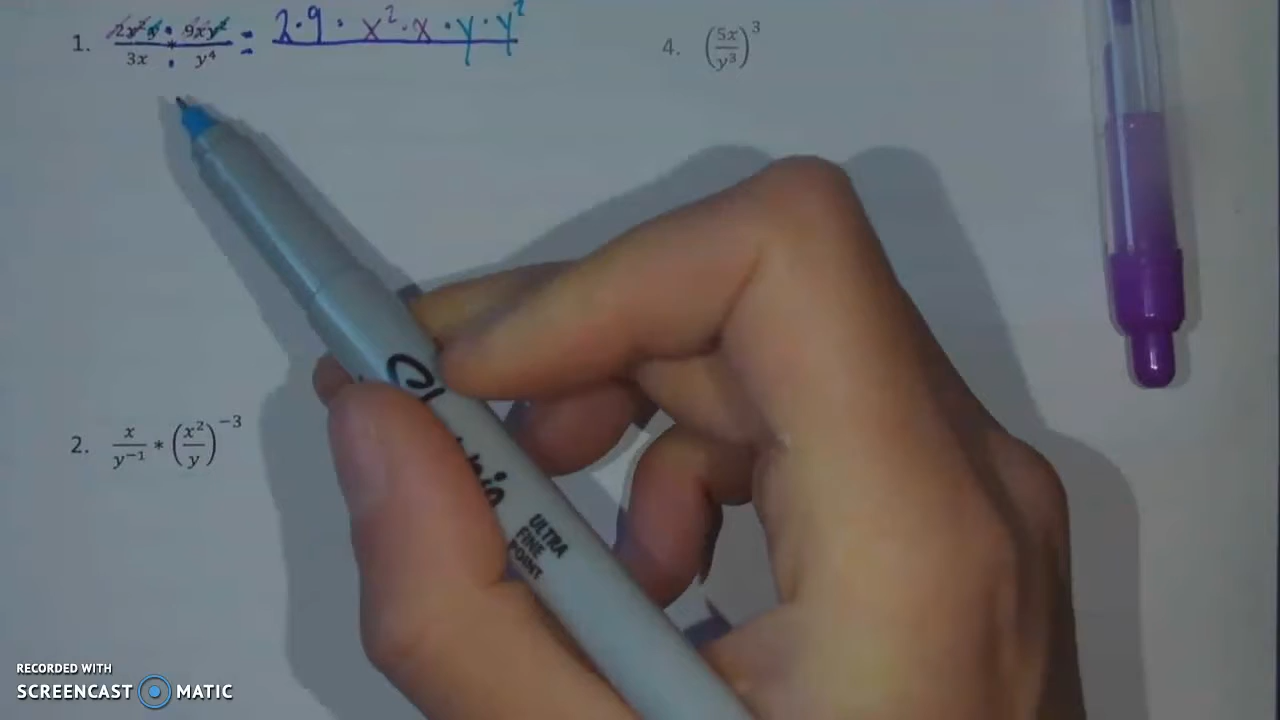 1. 2x²y • 9xy² / 3x • y⁴ = 2·9 · x²·x ·y·y²
4. (5x/y³)³
2. x/y⁻¹ * (x²/y)⁻³
ULTRA
FINE
POINT
RECORDED WITH
SCREENCAST MATIC